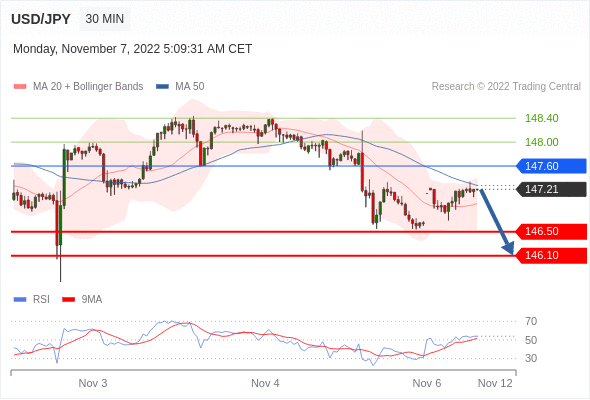 USD/JPY 30 MIN
Monday, November 7, 2022 5:09:31 AM CET
MA 20 + Bollinger Bands MA 50 Research © 2022 Trading Central
148.40
148.00
147.60
147.21
146.50
146.10
RSI 9MA
70
50
30
Nov 3 Nov 4 Nov 6 Nov 12